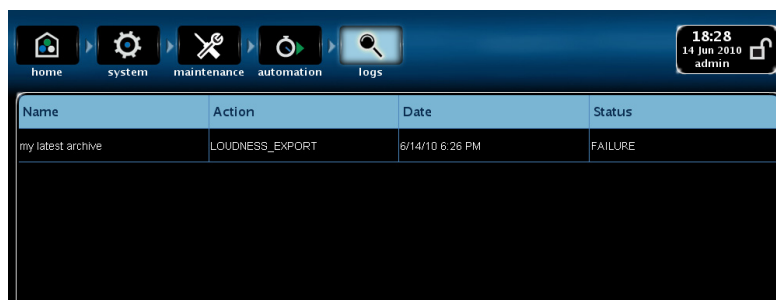 18:28
14 Jun 2010
admin
home system maintenance automation logs
Name Action Date Status
my latest archive LOUDNESS_EXPORT 6/14/10 6:26 PM FAILURE